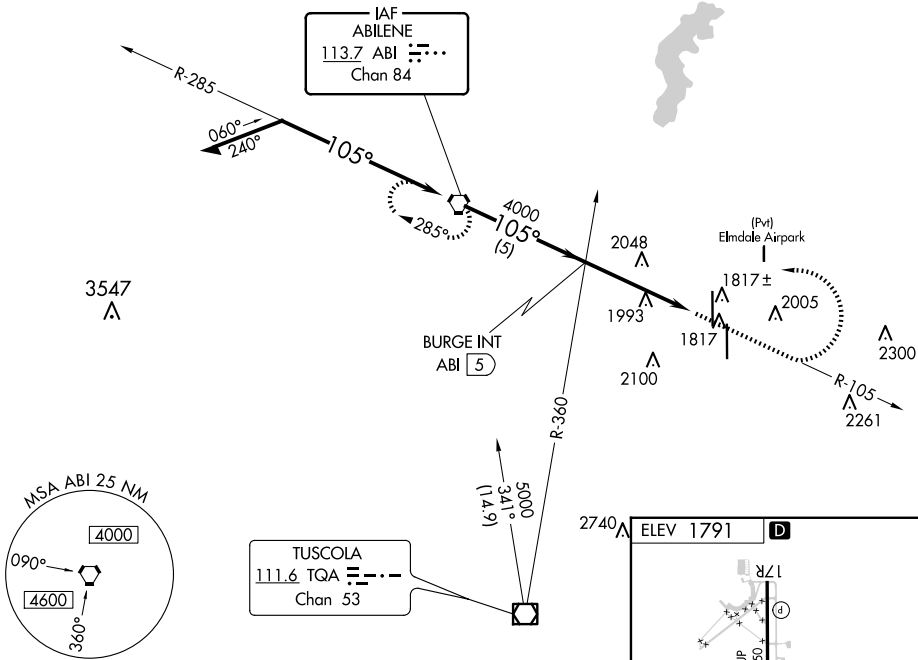 IAF
ABILENE
113.7 ABI
Chan 84
R-285
060°
240°
105°
285°
4000
105°
(5)
2048
(Pvt)
Elmdale Airpark
1817 ±
2005
1993
1817
3547
BURGE INT
ABI 5
2100
2300
R-105
2261
R-360
5000
341°
(14.9)
MSA ABI 25 NM
4000
090°
4600
360°
TUSCOLA
111.6 TQA
Chan 53
2740
ELEV 1791 D
17R
P
UP
50